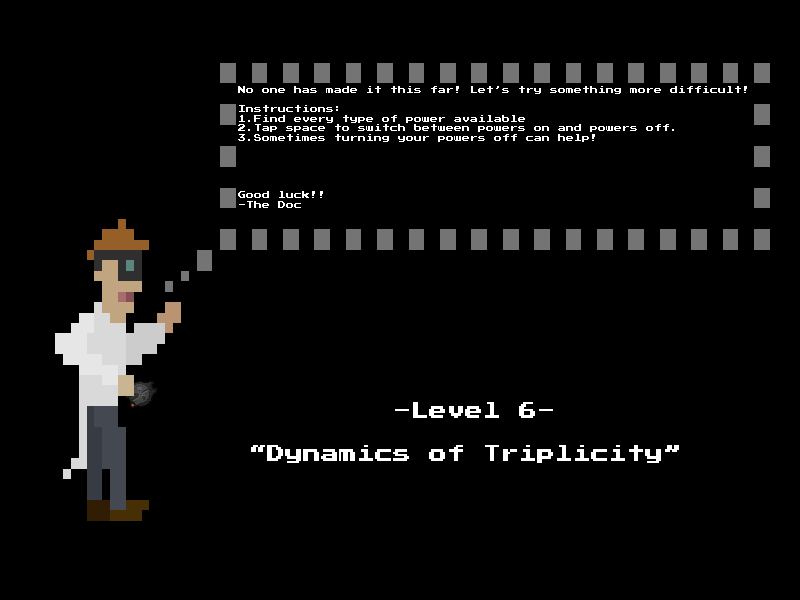 No one has made it this far! Let's try something more difficult!
Instructions:
1.Find every type of power available
2.Tap space to switch between powers on and powers off.
3.Sometimes turning your powers off can help!
Good luck!!
-The Doc
-Level 6-
“Dynamics of Triplicity”